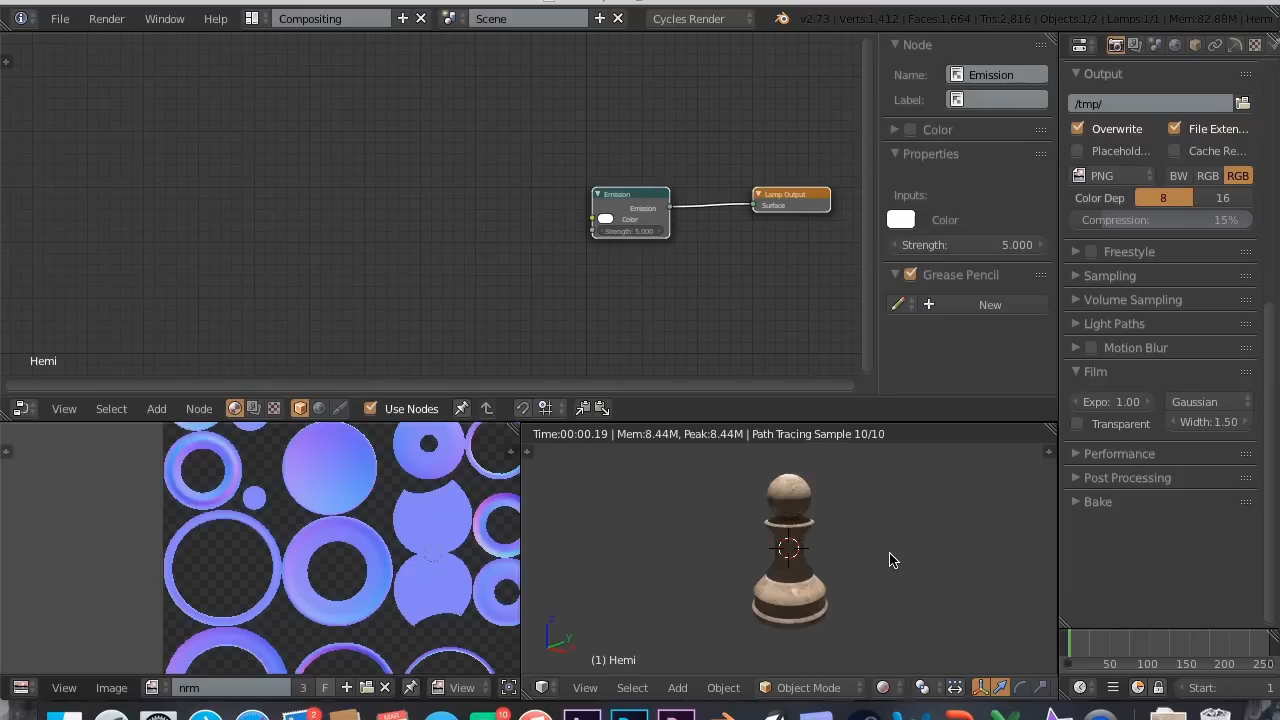 File Render Window Help Compositing Scene Cycles Render v2.73 | Verts:1,412 | Faces:1,664 | Tris:2,816 | Objects:1/2 | Lamps:1/1 | Mem:82.88M | Hemi
Node
Name: Emission
Label:
Color
Properties
Inputs:
Color
Strength: 5.000
Grease Pencil
New
Emission
Emission
Color
Strength: 5.000
Lamp Output
Surface
Hemi
View Select Add Node Use Nodes
Output
/tmp/
Overwrite File Exten...
Placehold... Cache Re...
PNG BW RGB RGB
Color Dep 8 16
Compression: 15%
Freestyle
Sampling
Volume Sampling
Light Paths
Motion Blur
Film
Expo: 1.00 Gaussian
Transparent Width: 1.50
Performance
Post Processing
Bake
Time:00:00.19 | Mem:8.44M, Peak:8.44M | Path Tracing Sample 10/10
z
y
(1) Hemi
View Image nrm 3 F View
View Select Add Object Object Mode
50 100 150 200 250
Start: 1
2
MAR
10